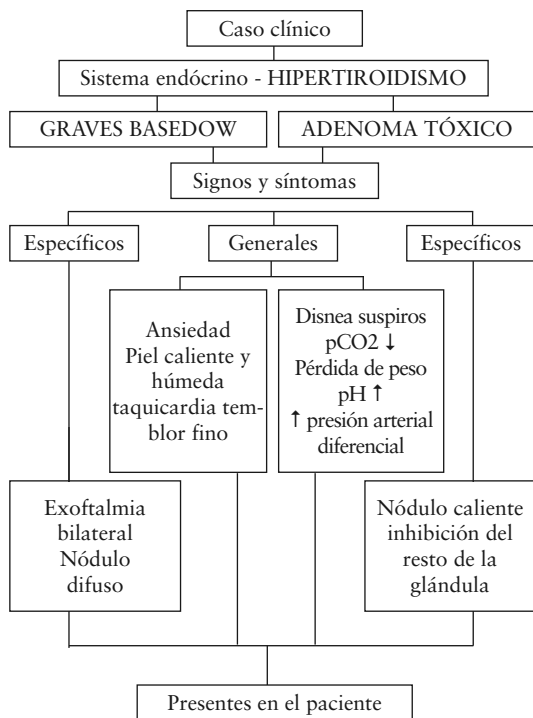 Caso clínico
Sistema endócrino - HIPERTIROIDISMO
GRAVES BASEDOW
ADENOMA TÓXICO
Signos y síntomas
Específicos
Generales
Específicos
Ansiedad
Piel caliente y
húmeda
taquicardia tem-
blor fino
Disnea suspiros
pCO2 ↓
Pérdida de peso
pH ↑
↑ presión arterial
diferencial
Exoftalmia
bilateral
Nódulo
difuso
Nódulo caliente
inhibición del
resto de la
glándula
Presentes en el paciente